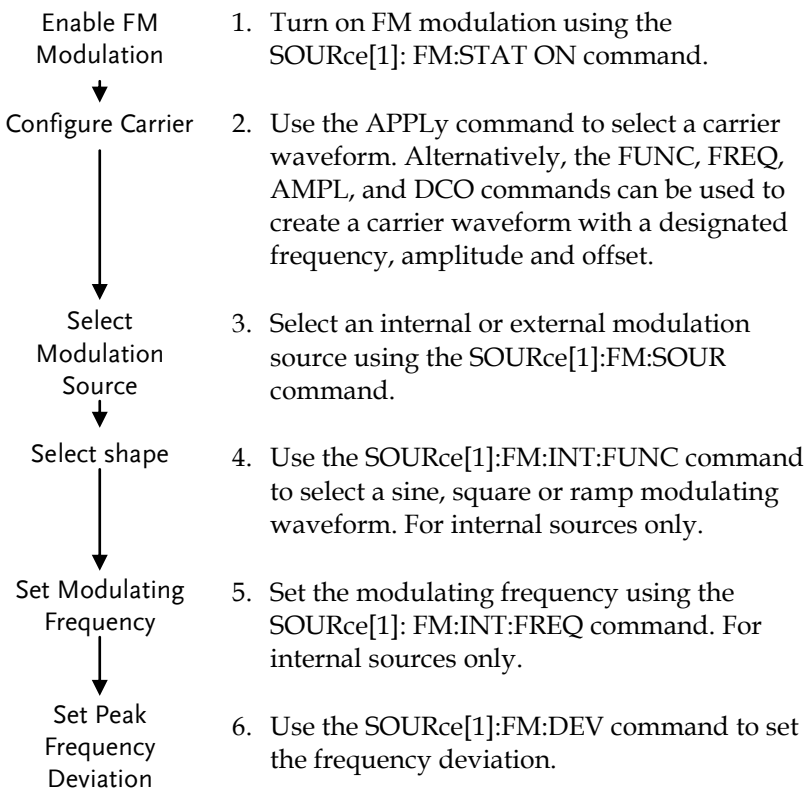 Enable FM
Modulation
1. Turn on FM modulation using the
SOURce[1]: FM:STAT ON command.
Configure Carrier
2. Use the APPLy command to select a carrier
waveform. Alternatively, the FUNC, FREQ,
AMPL, and DCO commands can be used to
create a carrier waveform with a designated
frequency, amplitude and offset.
Select
Modulation
Source
3. Select an internal or external modulation
source using the SOURce[1]:FM:SOUR
command.
Select shape
4. Use the SOURce[1]:FM:INT:FUNC command
to select a sine, square or ramp modulating
waveform. For internal sources only.
Set Modulating
Frequency
5. Set the modulating frequency using the
SOURce[1]: FM:INT:FREQ command. For
internal sources only.
Set Peak
Frequency
Deviation
6. Use the SOURce[1]:FM:DEV command to set
the frequency deviation.